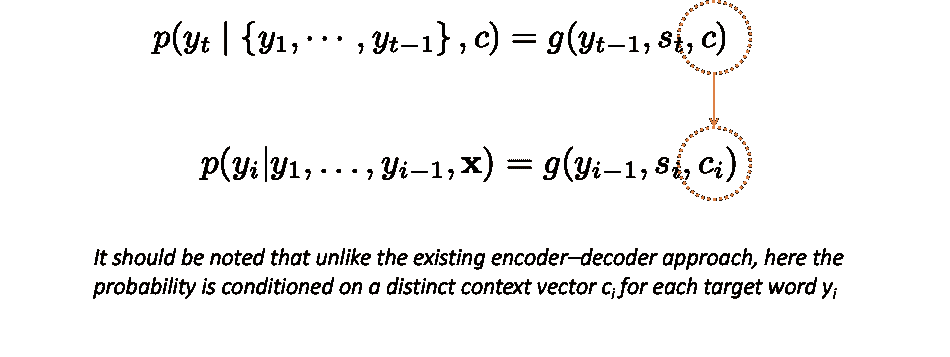 p(y_t | {y_1, ⋯ , y_{t−1}} , c) = g(y_{t−1}, s_t, c)
p(y_i|y_1, . . . , y_{i−1}, x) = g(y_{i−1}, s_i, c_i)
It should be noted that unlike the existing encoder–decoder approach, here the
probability is conditioned on a distinct context vector c_i for each target word y_i